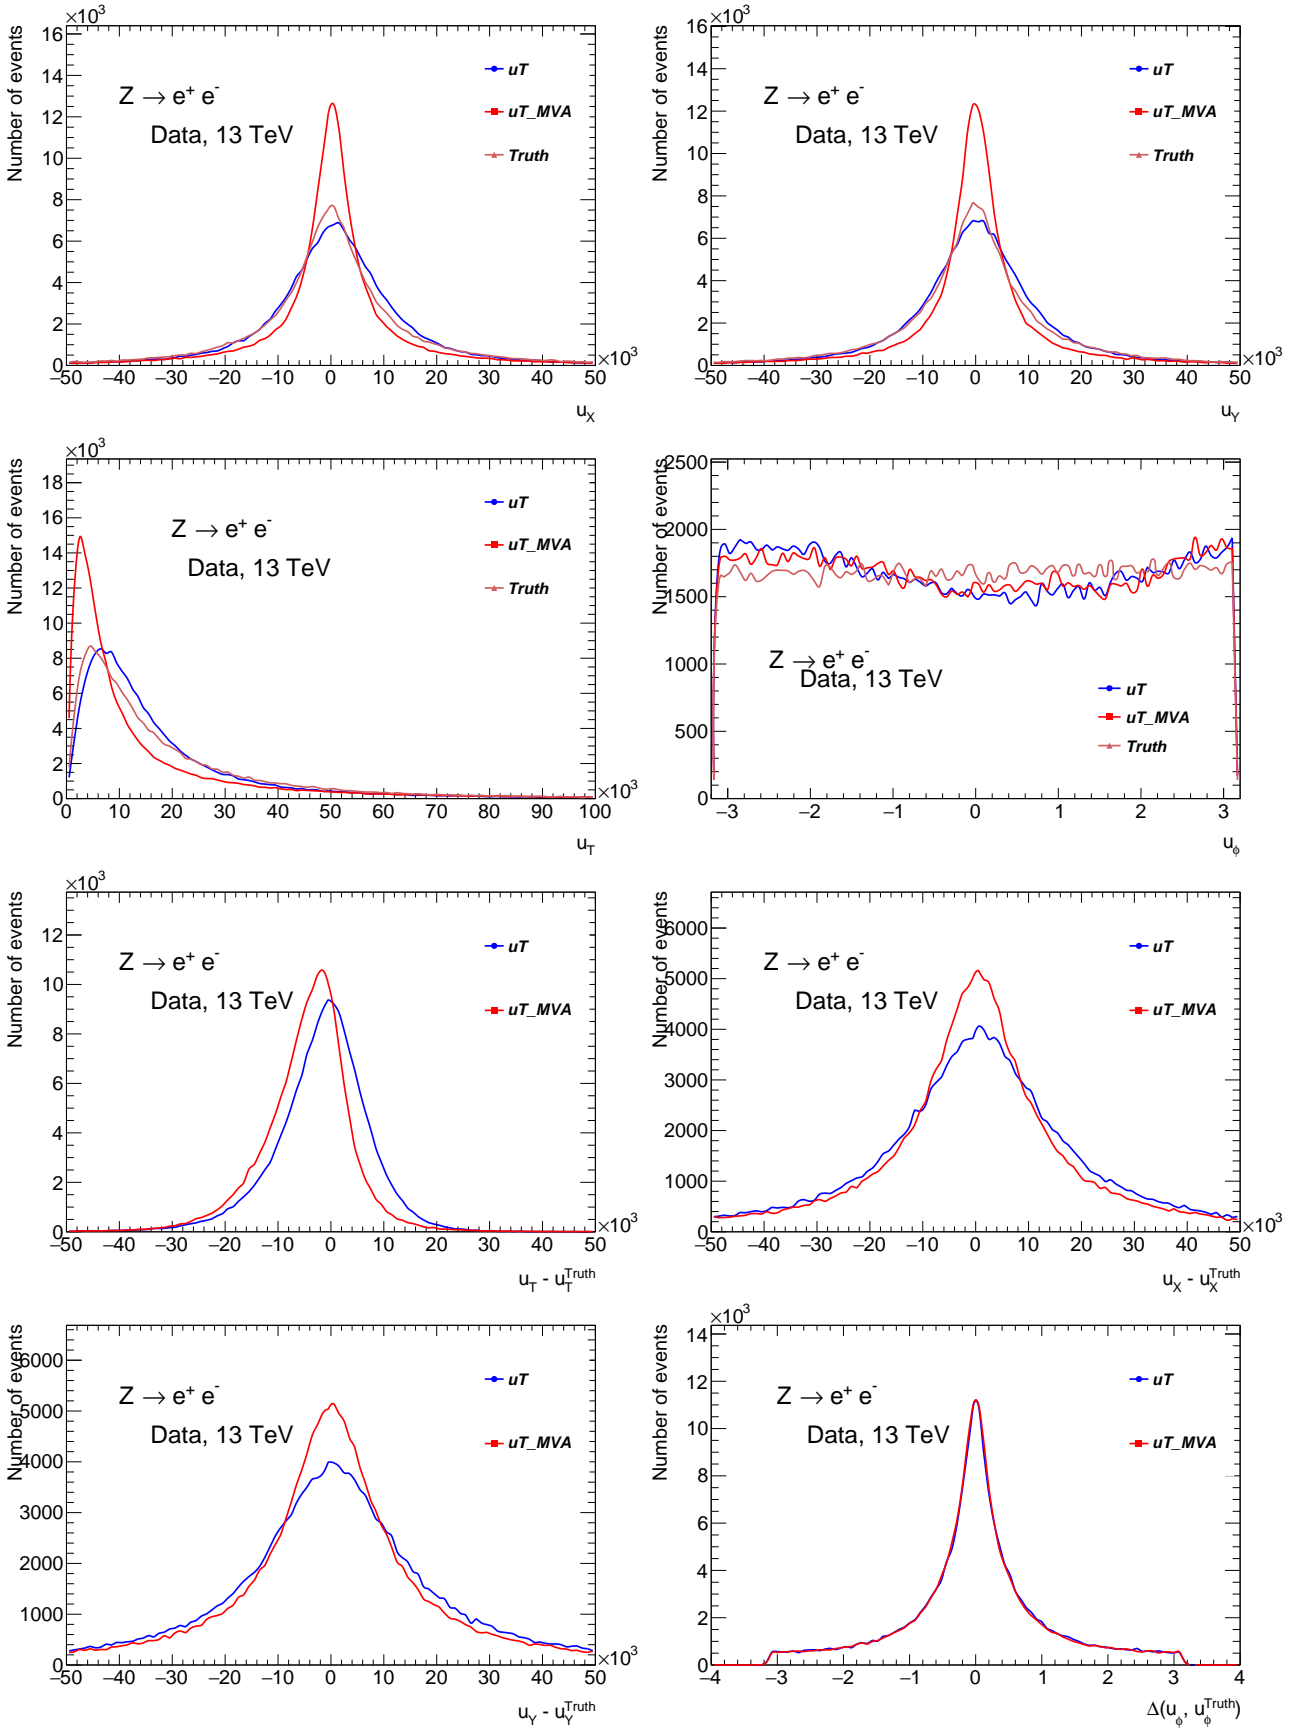 ×10³
Number of events
16
14
12
10
8
6
4
2
0
Z → e⁺ e⁻
Data, 13 TeV
uT
uT_MVA
Truth
−50 −40 −30 −20 −10 0 10 20 30 40 50
×10³
u_X
×10³
Number of events
16
14
12
10
8
6
4
2
0
Z → e⁺ e⁻
Data, 13 TeV
uT
uT_MVA
Truth
−50 −40 −30 −20 −10 0 10 20 30 40 50
×10³
u_Y
×10³
Number of events
18
16
14
12
10
8
6
4
2
0
Z → e⁺ e⁻
Data, 13 TeV
uT
uT_MVA
Truth
0 10 20 30 40 50 60 70 80 90 100
×10³
u_T
Number of events
2500
2000
1500
1000
500
0
Z → e⁺ e⁻
Data, 13 TeV
uT
uT_MVA
Truth
−3 −2 −1 0 1 2 3
u_ϕ
×10³
Number of events
12
10
8
6
4
2
0
Z → e⁺ e⁻
Data, 13 TeV
uT
uT_MVA
−50 −40 −30 −20 −10 0 10 20 30 40 50
×10³
u_T - u_T^Truth
Number of events
6000
5000
4000
3000
2000
1000
0
Z → e⁺ e⁻
Data, 13 TeV
uT
uT_MVA
−50 −40 −30 −20 −10 0 10 20 30 40 50
×10³
u_X - u_X^Truth
Number of events
6000
5000
4000
3000
2000
1000
0
Z → e⁺ e⁻
Data, 13 TeV
uT
uT_MVA
−50 −40 −30 −20 −10 0 10 20 30 40 50
×10³
u_Y - u_Y^Truth
×10³
Number of events
14
12
10
8
6
4
2
0
Z → e⁺ e⁻
Data, 13 TeV
uT
uT_MVA
−4 −3 −2 −1 0 1 2 3 4
Δ(u_ϕ, u_ϕ^Truth)